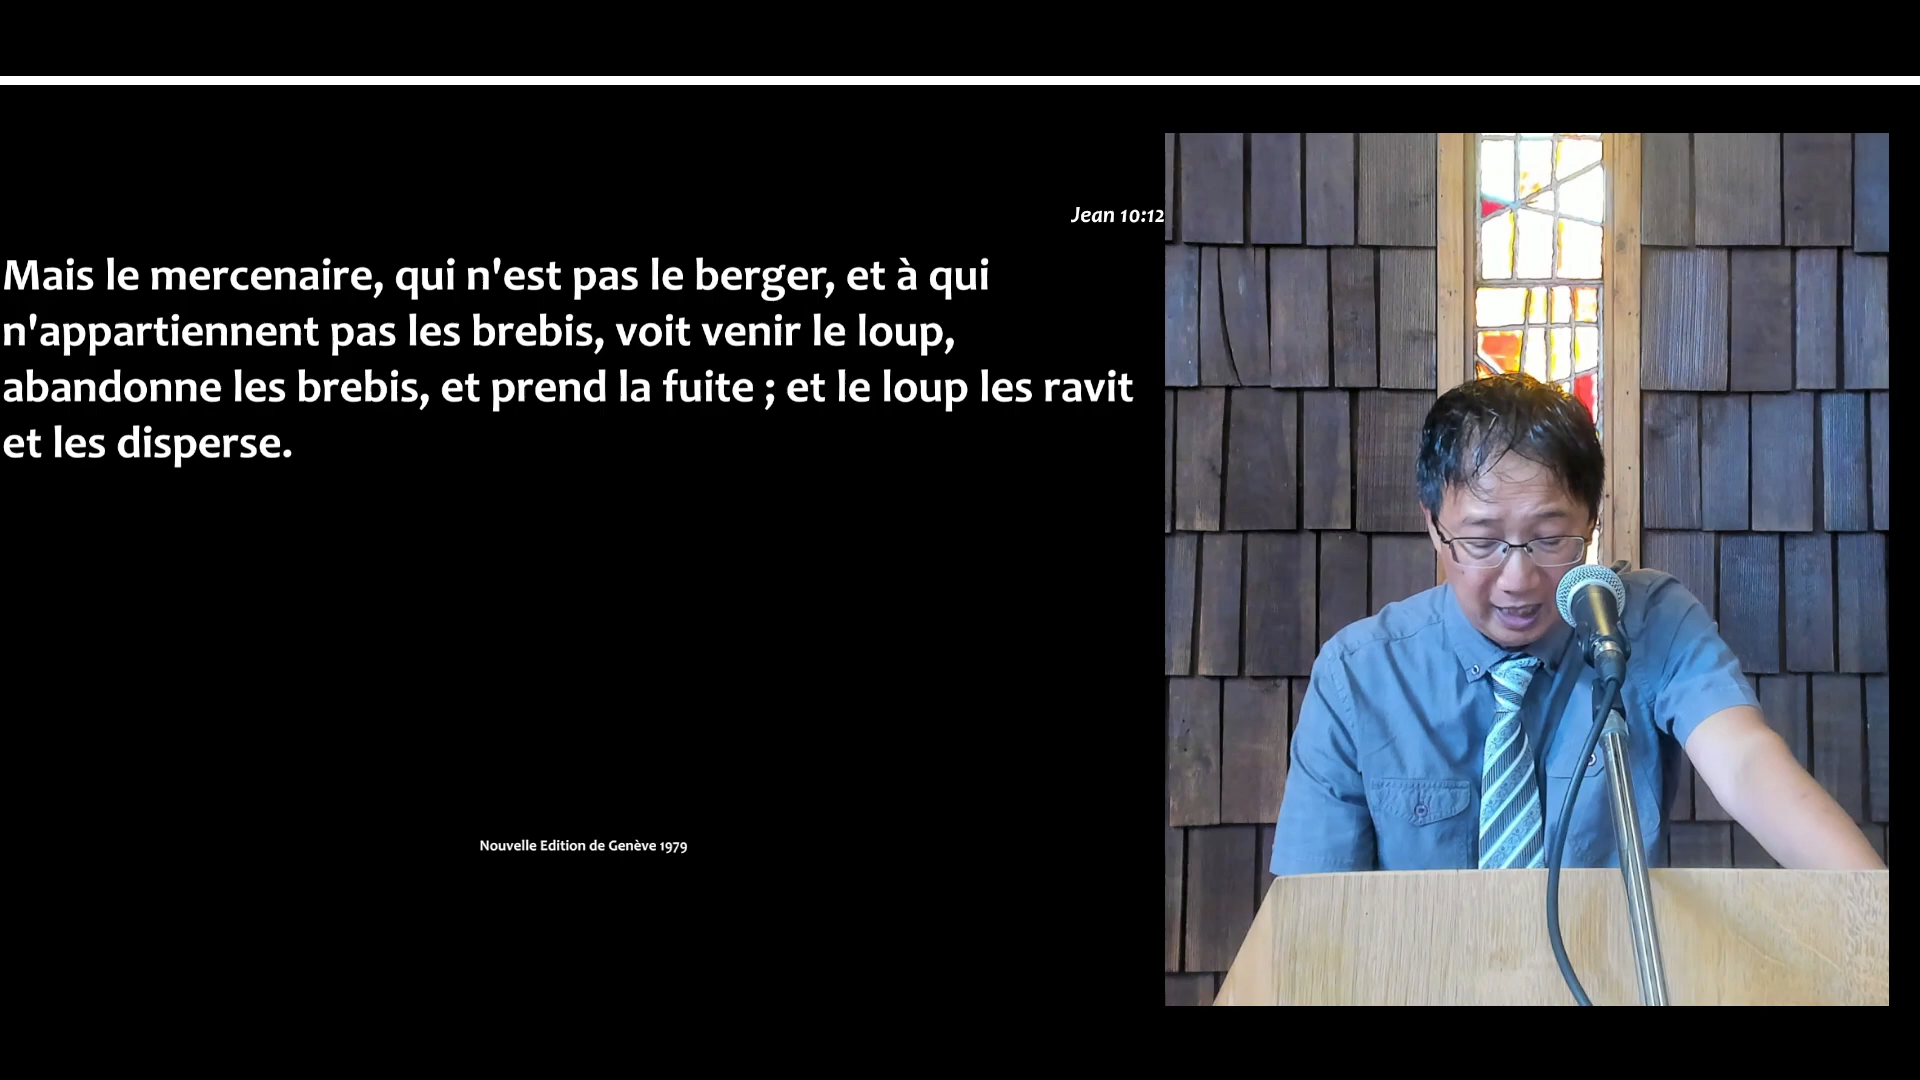 Jean 10:12
Mais le mercenaire, qui n'est pas le berger, et à qui
n'appartiennent pas les brebis, voit venir le loup,
abandonne les brebis, et prend la fuite ; et le loup les ravit
et les disperse.
Nouvelle Edition de Genève 1979